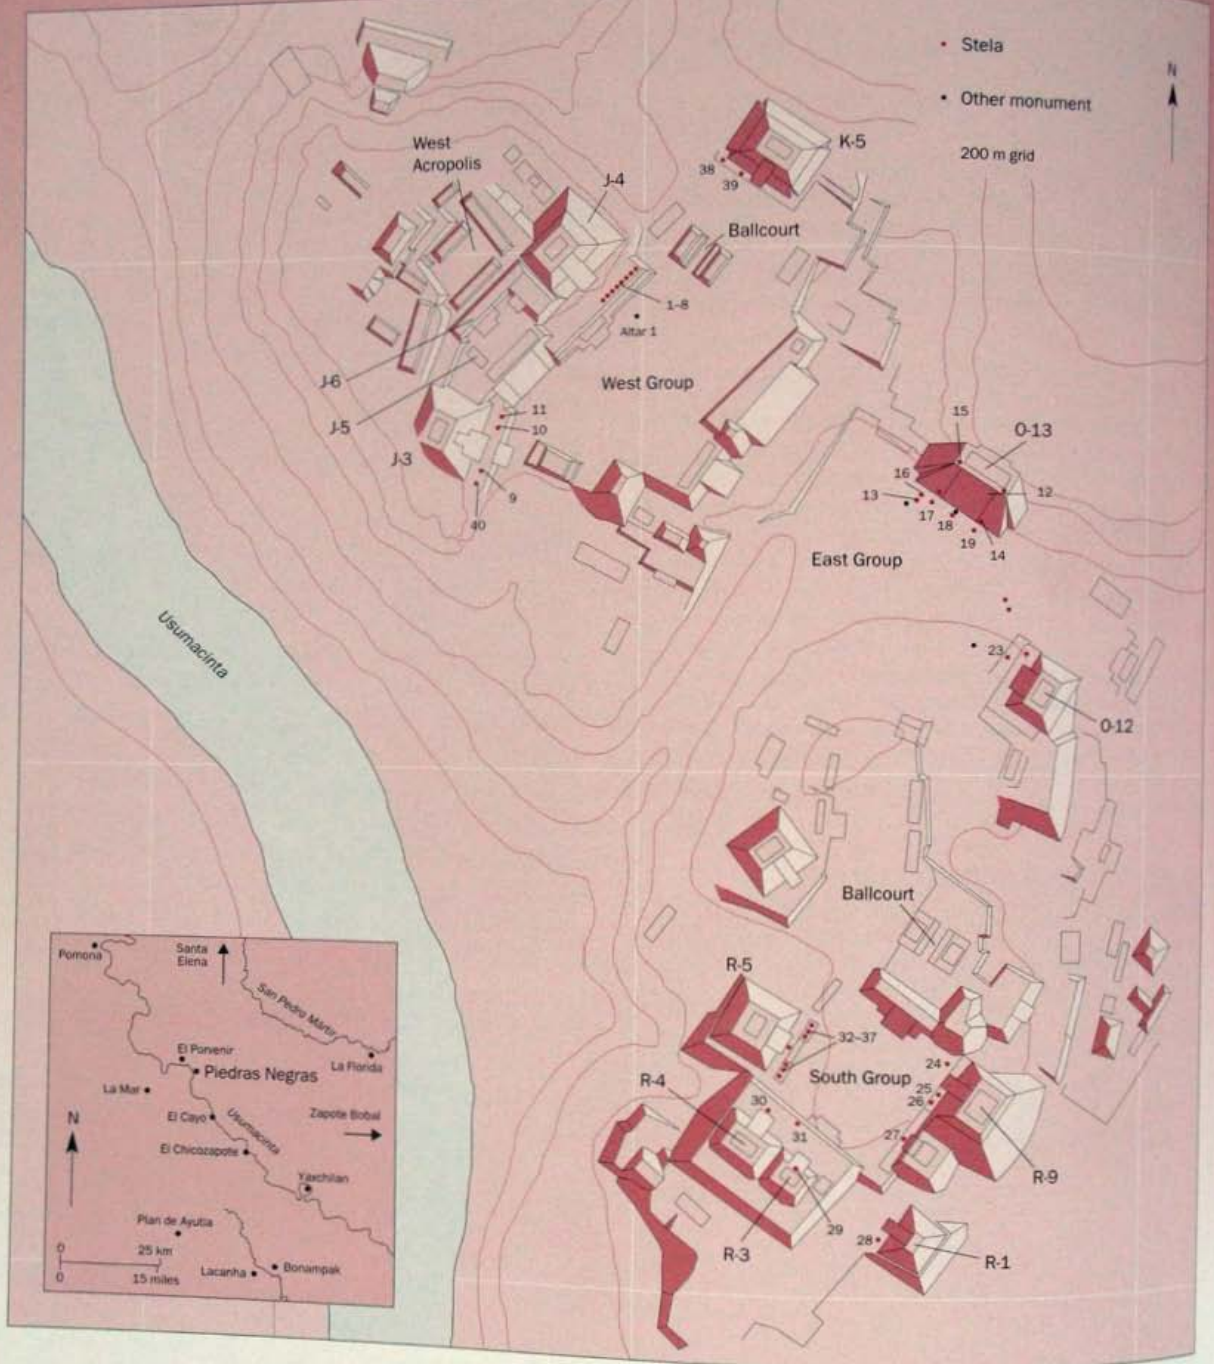 Stela
Other monument
200 m grid
N
West
Acropolis
J-4
K-5
38
39
Ballcourt
1–8
Altar 1
West Group
J-6
J-5
J-3
11
10
9
40
15
O-13
16
13
12
17
18
19
14
East Group
23
O-12
Usumacinta
Ballcourt
R-5
32–37
South Group
R-4
30
31
24
25
26
27
R-9
29
R-3
28
R-1
Pomona
Santa
Elena
San Pedro Mártir
La Florida
El Porvenir
Piedras Negras
La Mar
El Cayo
Usumacinta
Zapote Bobal
El Chicozapote
Yaxchilan
N
Plan de Ayutla
0
25 km
0
15 miles
Lacanha
Bonampak